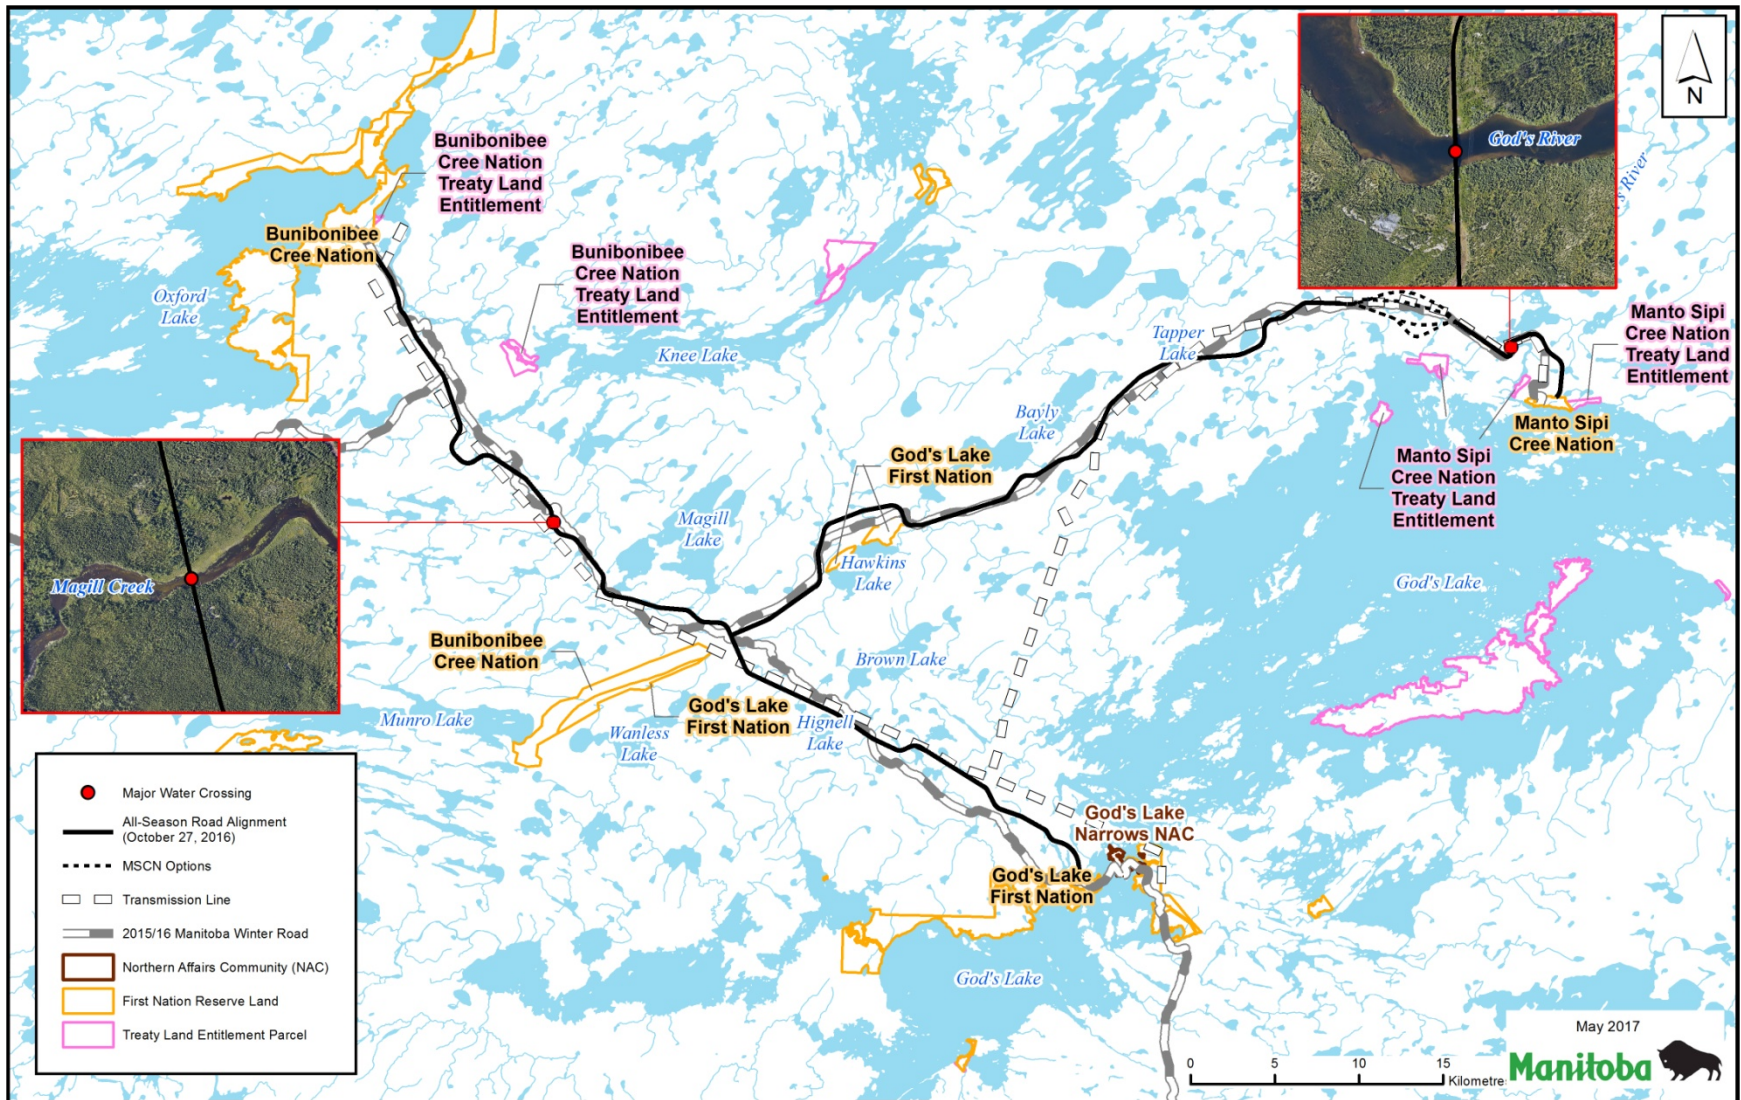 Bunibonibee
Cree Nation
Treaty Land
Entitlement
Bunibonibee
Cree Nation
Oxford
Lake
Bunibonibee
Cree Nation
Treaty Land
Entitlement
Knee Lake
God's River
River
Tapper
Lake
Manto Sipi
Cree Nation
Treaty Land
Entitlement
Manto Sipi
Cree Nation
Bayly
Lake
God's Lake
First Nation
Manto Sipi
Cree Nation
Treaty Land
Entitlement
Magill
Lake
Hawkins
Lake
God's Lake
Magill Creek
Bunibonibee
Cree Nation
Brown Lake
God's Lake
First Nation
Munro Lake
Wanless
Lake
Hignell
Lake
God's Lake
Narrows NAC
God's Lake
First Nation
God's Lake
Major Water Crossing
All-Season Road Alignment
(October 27, 2016)
MSCN Options
Transmission Line
2015/16 Manitoba Winter Road
Northern Affairs Community (NAC)
First Nation Reserve Land
Treaty Land Entitlement Parcel
N
May 2017
0 5 10 15
Kilometre
Manitoba